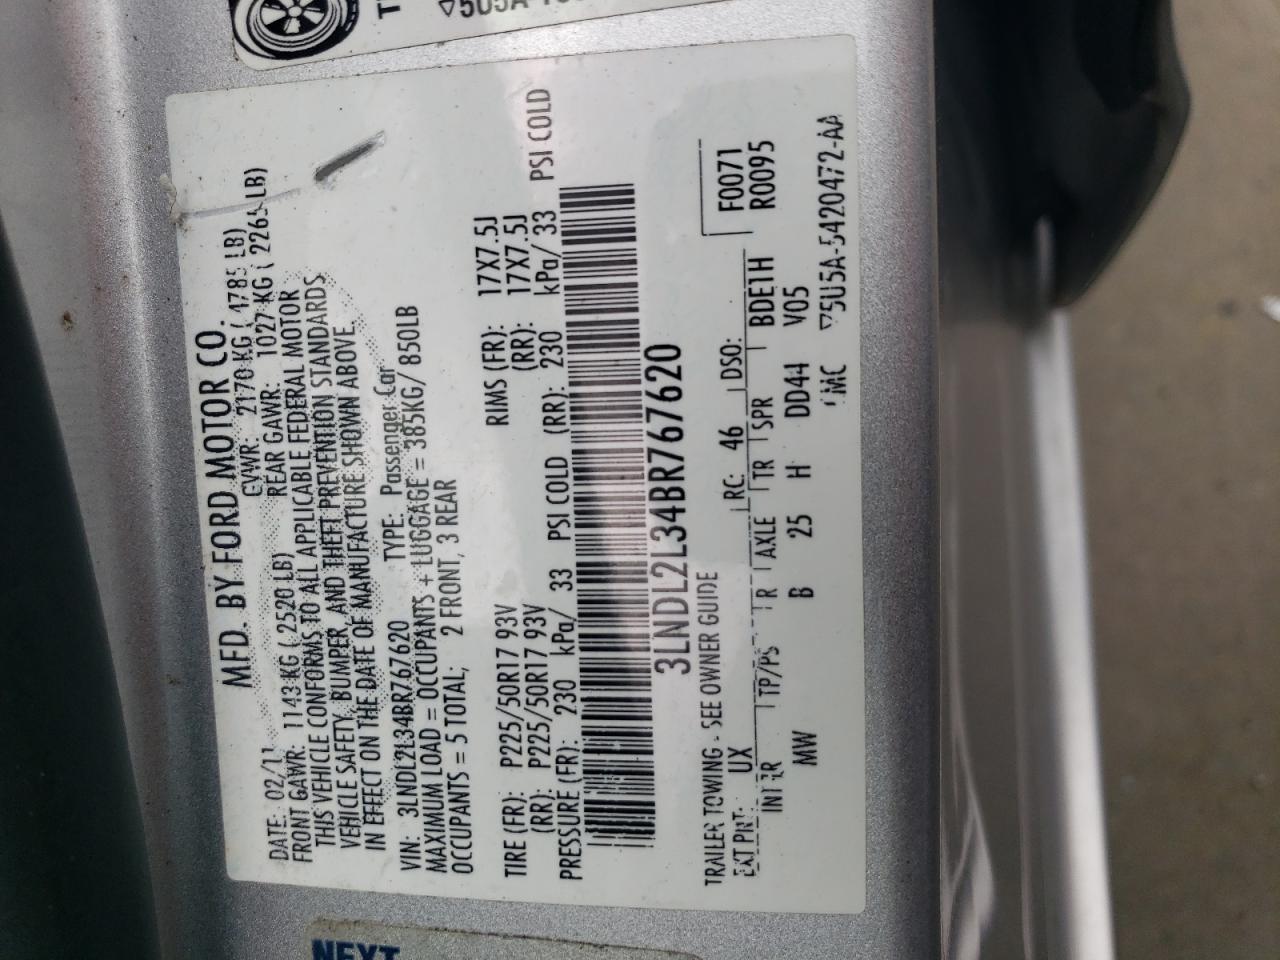 MFD. BY FORD MOTOR CO.
DATE: 02/11 GVWR: 2170 KG ( 4785 LB)
FRONT GAWR: 1143 KG ( 2520 LB) REAR GAWR: 1027 KG ( 2265 LB)
THIS VEHICLE CONFORMS TO ALL APPLICABLE FEDERAL MOTOR
VEHICLE SAFETY, BUMPER, AND THEFT PREVENTION STANDARDS
IN EFFECT ON THE DATE OF MANUFACTURE SHOWN ABOVE.
VIN: 3LNDL2L34BR767620 TYPE: Passenger Car
MAXIMUM LOAD = OCCUPANTS + LUGGAGE = 385KG/ 850LB
OCCUPANTS = 5 TOTAL; 2 FRONT, 3 REAR
TIRE (FR): P225/50R17 93V RIMS (FR): 17X7.5J
(RR): P225/50R17 93V (RR): 17X7.5J
PRESSURE (FR): 230 kPa/ 33 PSI COLD (RR): 230 kPa/ 33 PSI COLD
3LNDL2L34BR767620
TRAILER TOWING - SEE OWNER GUIDE F0071
EXT PNT: UX RC: 46 DSO: R0095
INT TR TP/PS R AXLE TR SPR BDE1H
MW B 25 H DD44 V05
▽5U5A-5420472-AA
NEXT